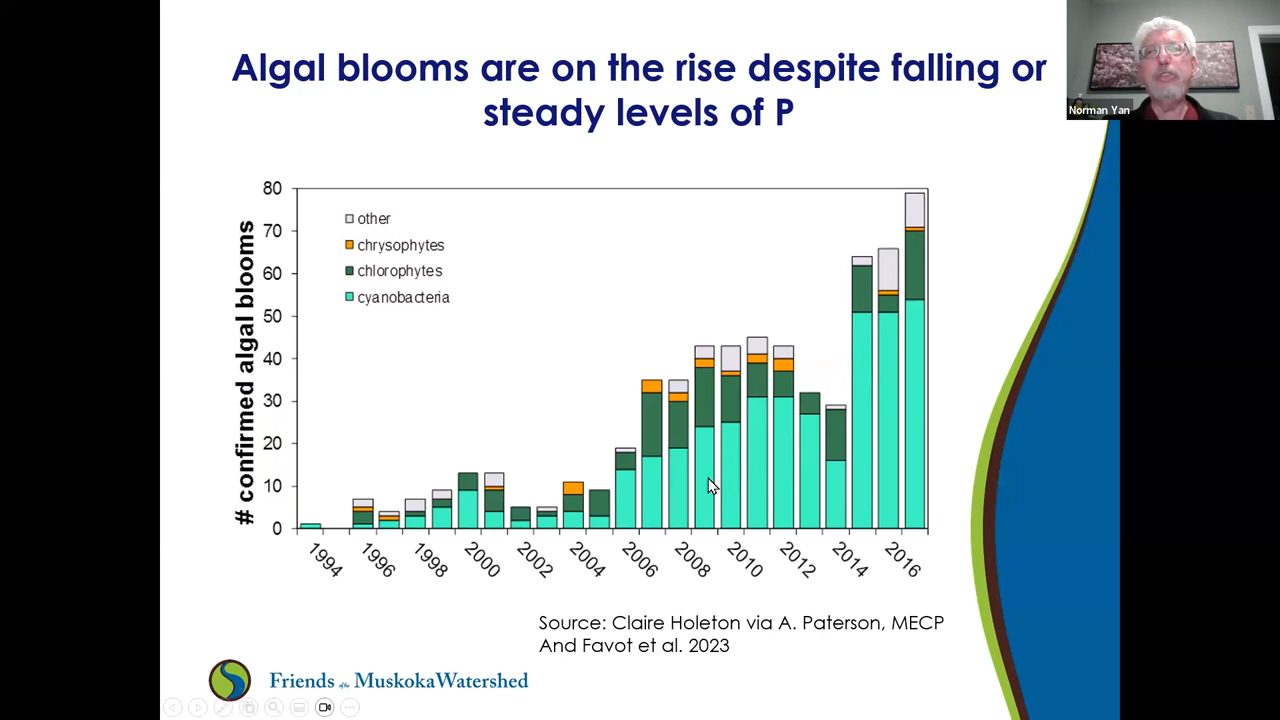 Algal blooms are on the rise despite falling or
steady levels of P
Norman Yan
# confirmed algal blooms
80
70
60
50
40
30
20
10
0
other
chrysophytes
chlorophytes
cyanobacteria
1994
1996
1998
2000
2002
2004
2006
2008
2010
2012
2014
2016
Source: Claire Holeton via A. Paterson, MECP
And Favot et al. 2023
Friends of the MuskokaWatershed